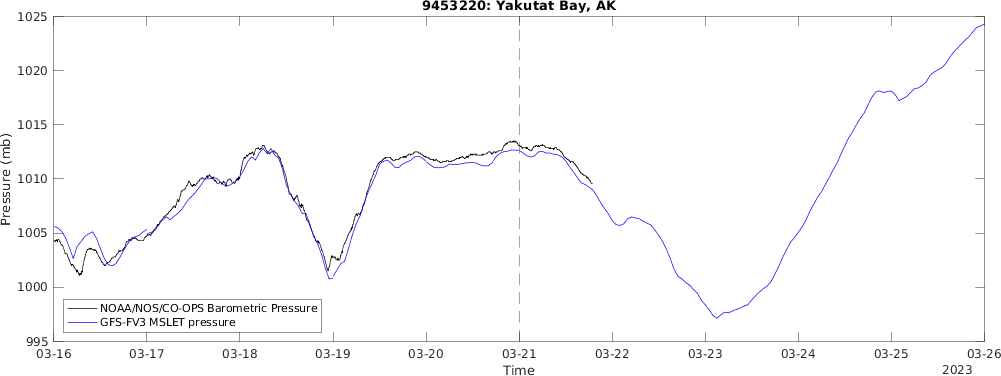 9453220: Yakutat Bay, AK
Pressure (mb)
1025
1020
1015
1010
1005
1000
995
NOAA/NOS/CO-OPS Barometric Pressure
GFS-FV3 MSLET pressure
03-16 03-17 03-18 03-19 03-20 03-21 03-22 03-23 03-24 03-25 03-26
Time
2023